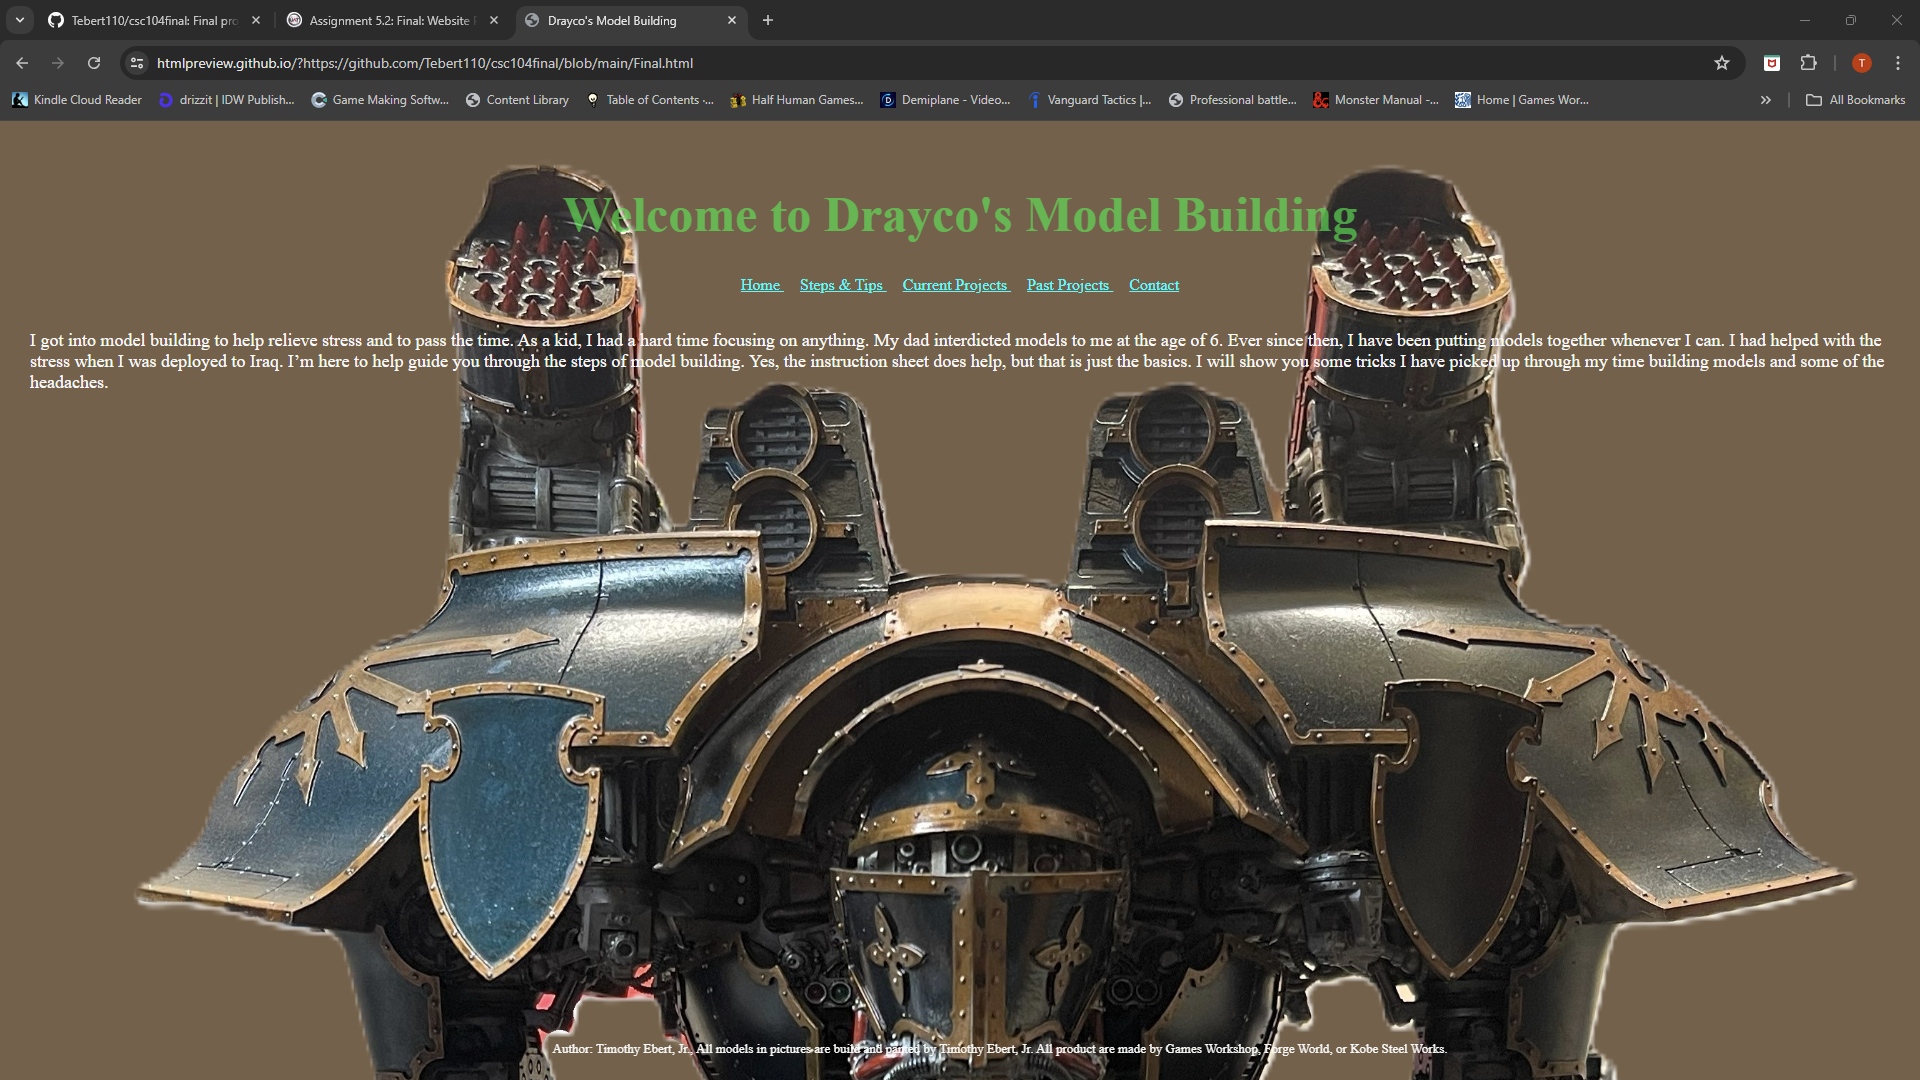 Tebert110/csc104final: Final pro
Assignment 5.2: Final: Website
Drayco's Model Building
htmlpreview.github.io/?https://github.com/Tebert110/csc104final/blob/main/Final.html
T
Kindle Cloud Reader
drizzit | IDW Publish...
Game Making Softw...
Content Library
Table of Contents -...
Half Human Games...
Demiplane - Video...
Vanguard Tactics |...
Professional battle...
Monster Manual -...
Home | Games Wor...
All Bookmarks
Welcome to Drayco's Model Building
Home Steps & Tips Current Projects Past Projects Contact
I got into model building to help relieve stress and to pass the time. As a kid, I had a hard time focusing on anything. My dad interdicted models to me at the age of 6. Ever since then, I have been putting models together whenever I can. I had helped with the
stress when I was deployed to Iraq. I’m here to help guide you through the steps of model building. Yes, the instruction sheet does help, but that is just the basics. I will show you some tricks I have picked up through my time building models and some of the
headaches.
Author: Timothy Ebert, Jr., All models in pictures are build and painted by Timothy Ebert, Jr. All product are made by Games Workshop, Forge World, or Kobe Steel Works.